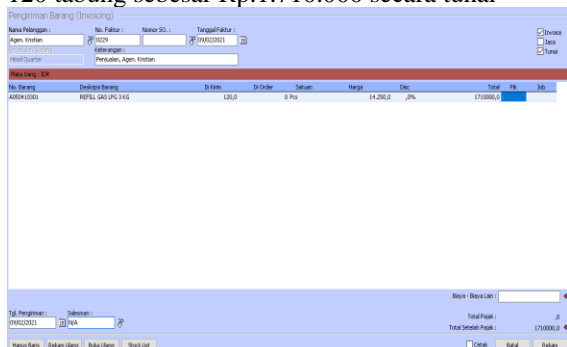 120 tabung sebesar Rp.1.710.000 secara tunai
Pengiriman Barang (Invoicing)
Nama Pelanggan : No. Faktur : Nomor SO. : Tanggal Faktur :
Agen. Kristian 0229 09/02/2021 Invoice
Keterangan : Jasa
Head Quarter Penjualan, Agen. Kristian Tunai
Mata Uang : IDR
No. Barang Deskripsi Barang Di Kirim Di Order Satuan Harga Disc Total Pjk Job
A050410301 REFILL GAS LPG 3 KG 120,0 0 Pcs 14.250,0 ,0% 1710000,0
Biaya - Biaya Lain :
Tgl. Pengiriman : Salesman : Total Pajak : ,0
09/02/2021 N/A Total Setelah Pajak : 1710000,0
Hapus Baris Rekam Ulang Buka Ulang Stock List Cetak Batal Rekam